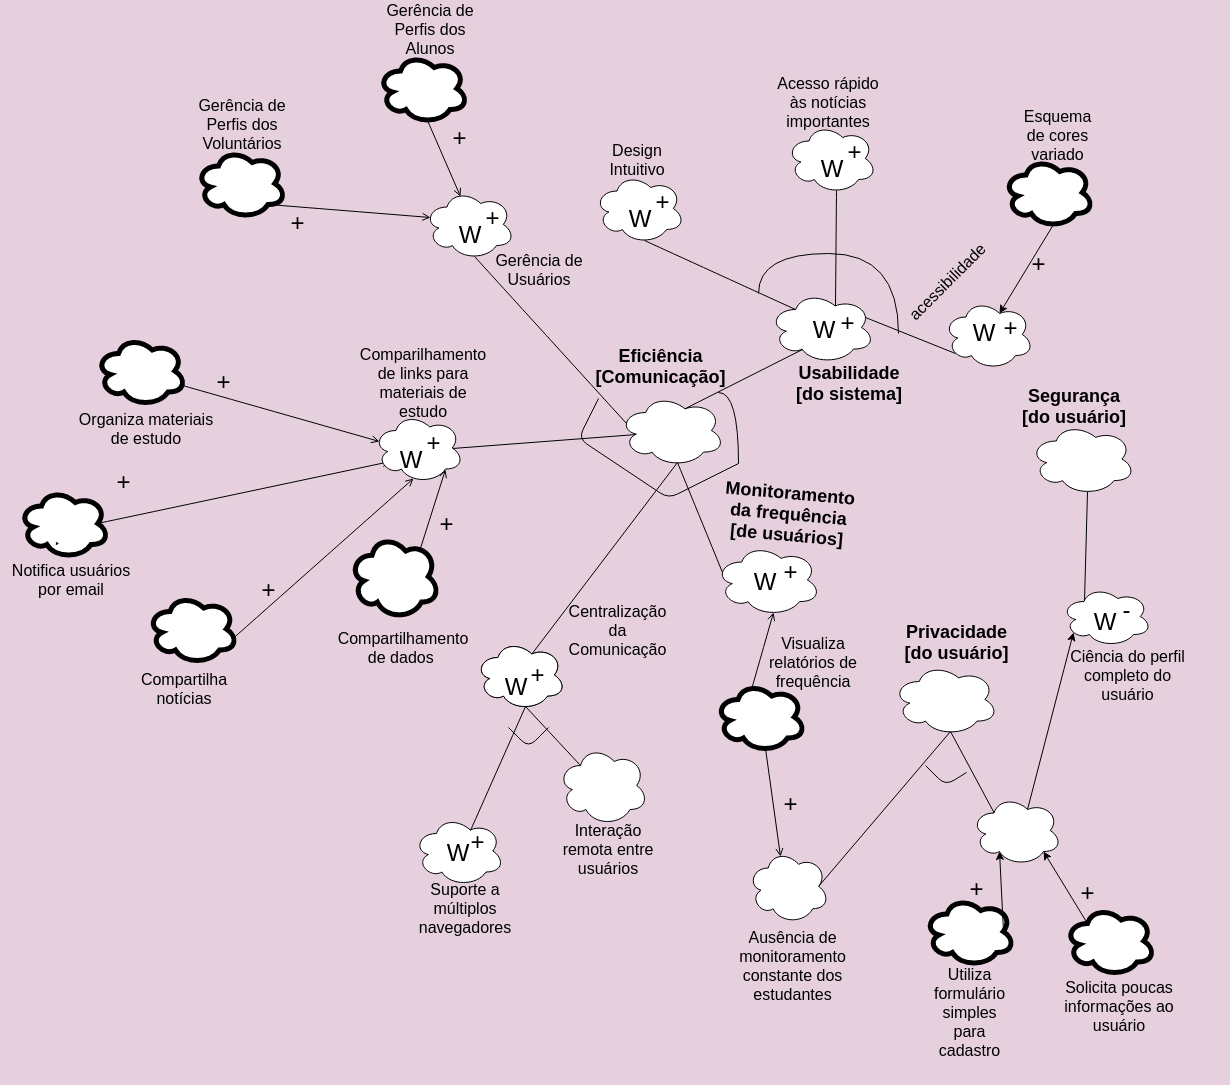 Gerência de
Perfis dos
Alunos
+
Gerência de
Perfis dos
Voluntários
+
W +
Gerência de
Usuários
Design
Intuitivo
W +
Acesso rápido
às notícias
importantes
W +
Esquema
de cores
variado
+
acessibilidade
W +
W +
Usabilidade
[do sistema]
Eficiência
[Comunicação]
Segurança
[do usuário]
Comparilhamento
de links para
materiais de
estudo
W +
+
Organiza materiais
de estudo
+
Notifica usuários
por email
+
Compartilha
notícias
+
Compartilhamento
de dados
Monitoramento
da frequência
[de usuários]
W +
Centralização
da
Comunicação
W +
Visualiza
relatórios de
frequência
+
W -
Ciência do perfil
completo do
usuário
Privacidade
[do usuário]
Interação
remota entre
usuários
W +
Suporte a
múltiplos
navegadores
Ausência de
monitoramento
constante dos
estudantes
+
Utiliza
formulário
simples
para
cadastro
+
Solicita poucas
informações ao
usuário